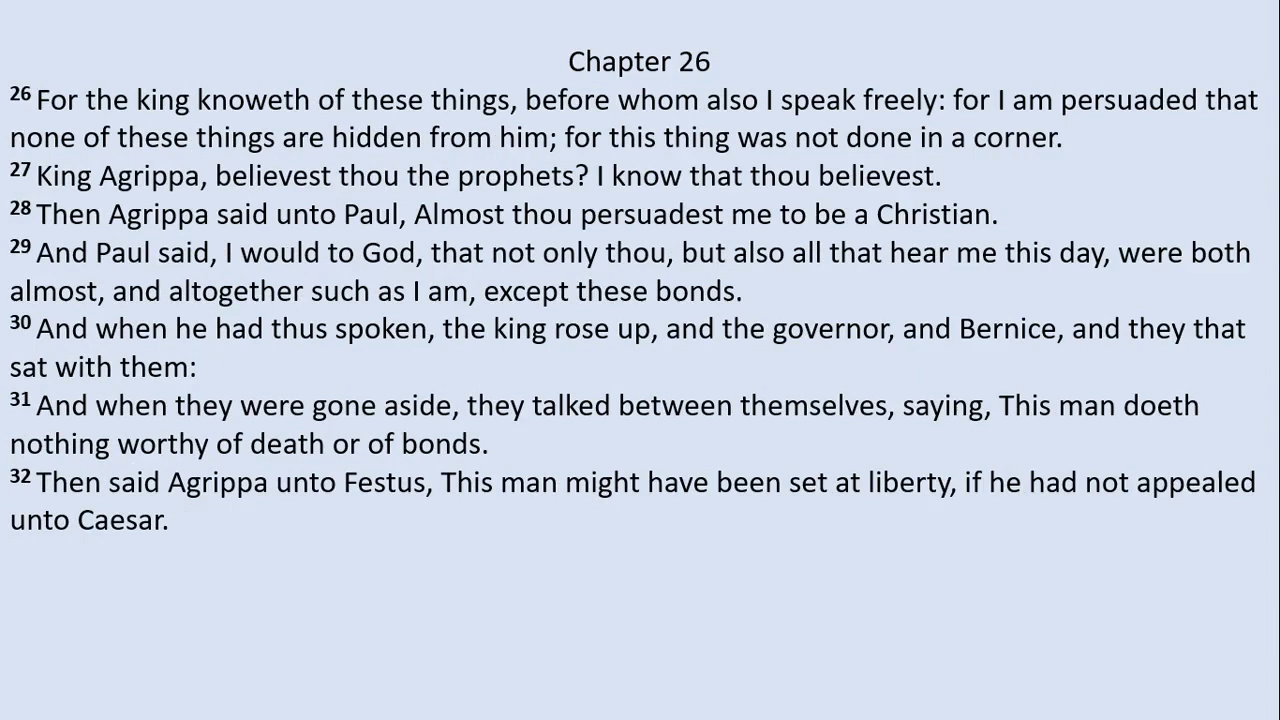 Chapter 26
26 For the king knoweth of these things, before whom also I speak freely: for I am persuaded that
none of these things are hidden from him; for this thing was not done in a corner.
27 King Agrippa, believest thou the prophets? I know that thou believest.
28 Then Agrippa said unto Paul, Almost thou persuadest me to be a Christian.
29 And Paul said, I would to God, that not only thou, but also all that hear me this day, were both
almost, and altogether such as I am, except these bonds.
30 And when he had thus spoken, the king rose up, and the governor, and Bernice, and they that
sat with them:
31 And when they were gone aside, they talked between themselves, saying, This man doeth
nothing worthy of death or of bonds.
32 Then said Agrippa unto Festus, This man might have been set at liberty, if he had not appealed
unto Caesar.